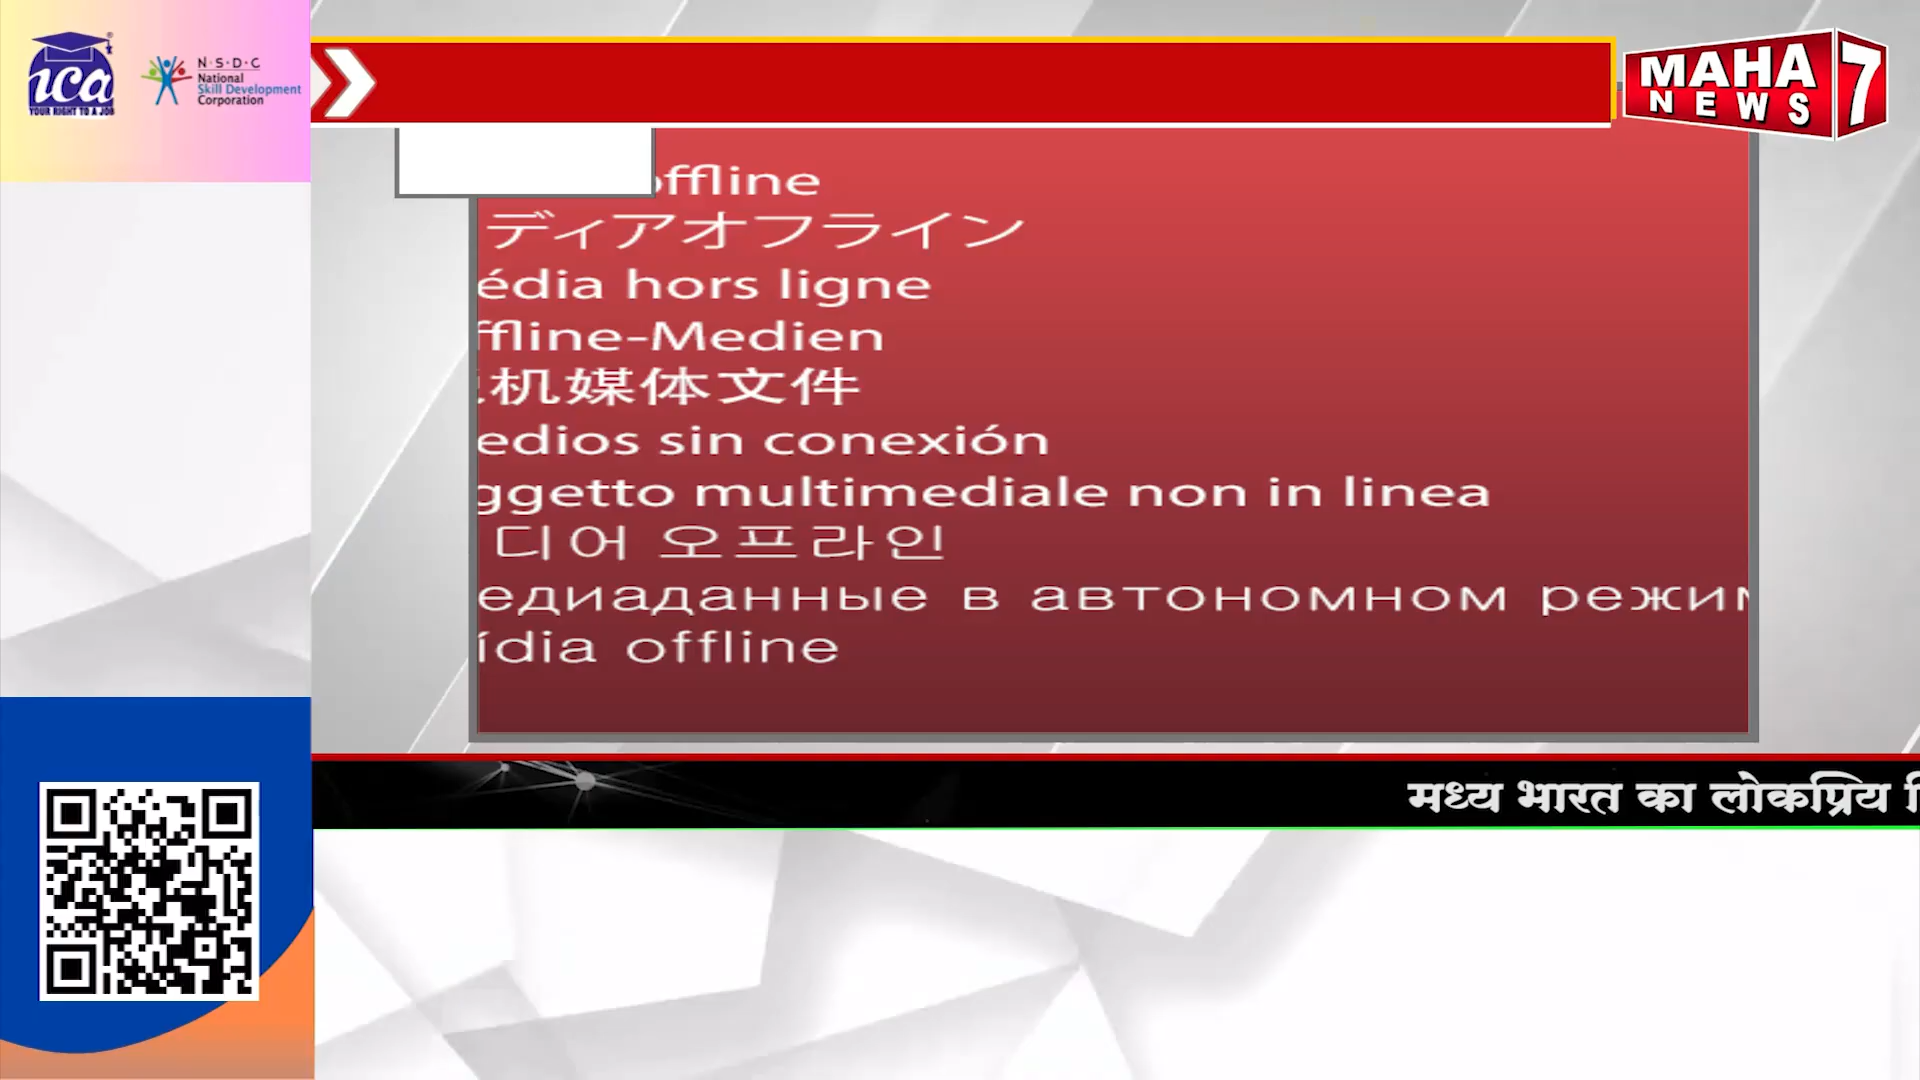 ica
YOUR RIGHT TO A JOB
N·S·D·C
National
Skill Development
Corporation
MAHA
NEWS
7
offline
ディアオフライン
édia hors ligne
ffline-Medien
机媒体文件
edios sin conexión
ggetto multimediale non in linea
디어 오프라인
едиаданные в автономном режим
ídia offline
मध्य भारत का लोकप्रिय